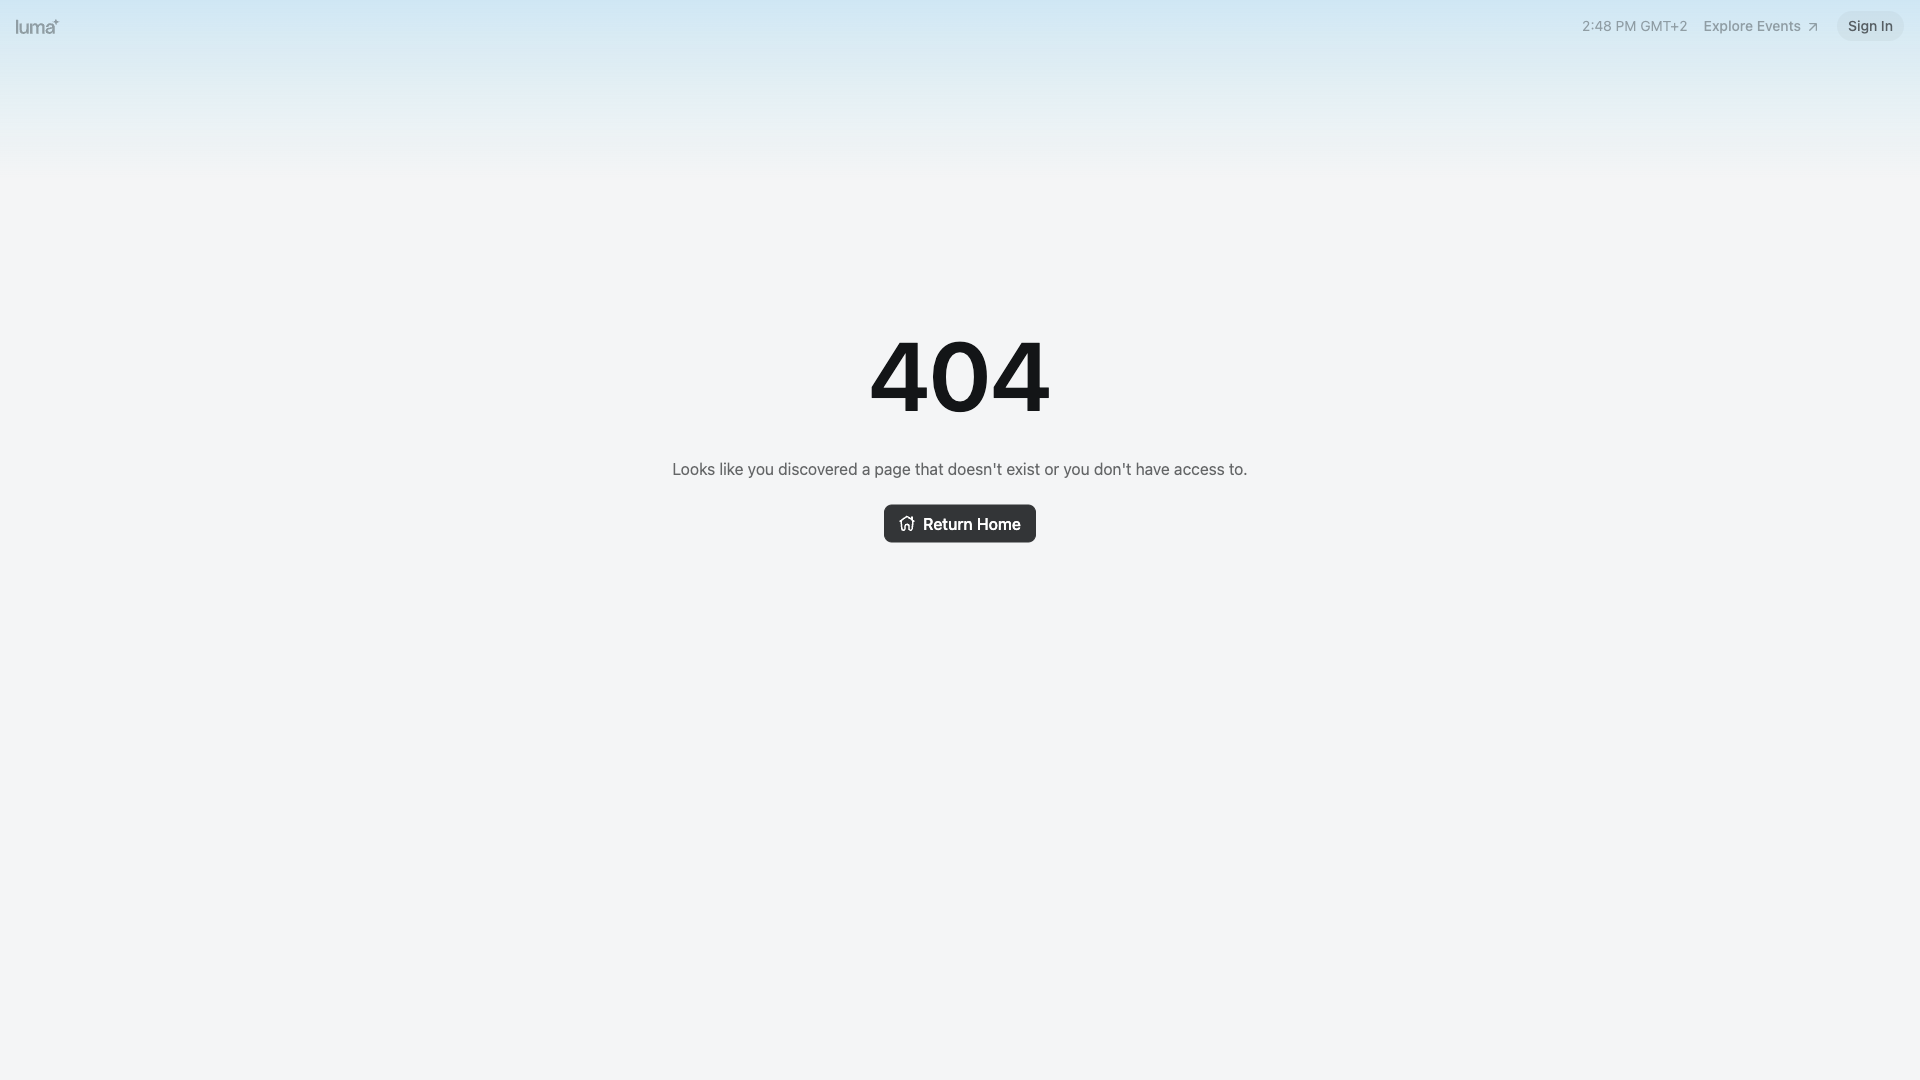 luma
2:48 PM GMT+2
Explore Events
Sign In
404
Looks like you discovered a page that doesn't exist or you don't have access to.
Return Home